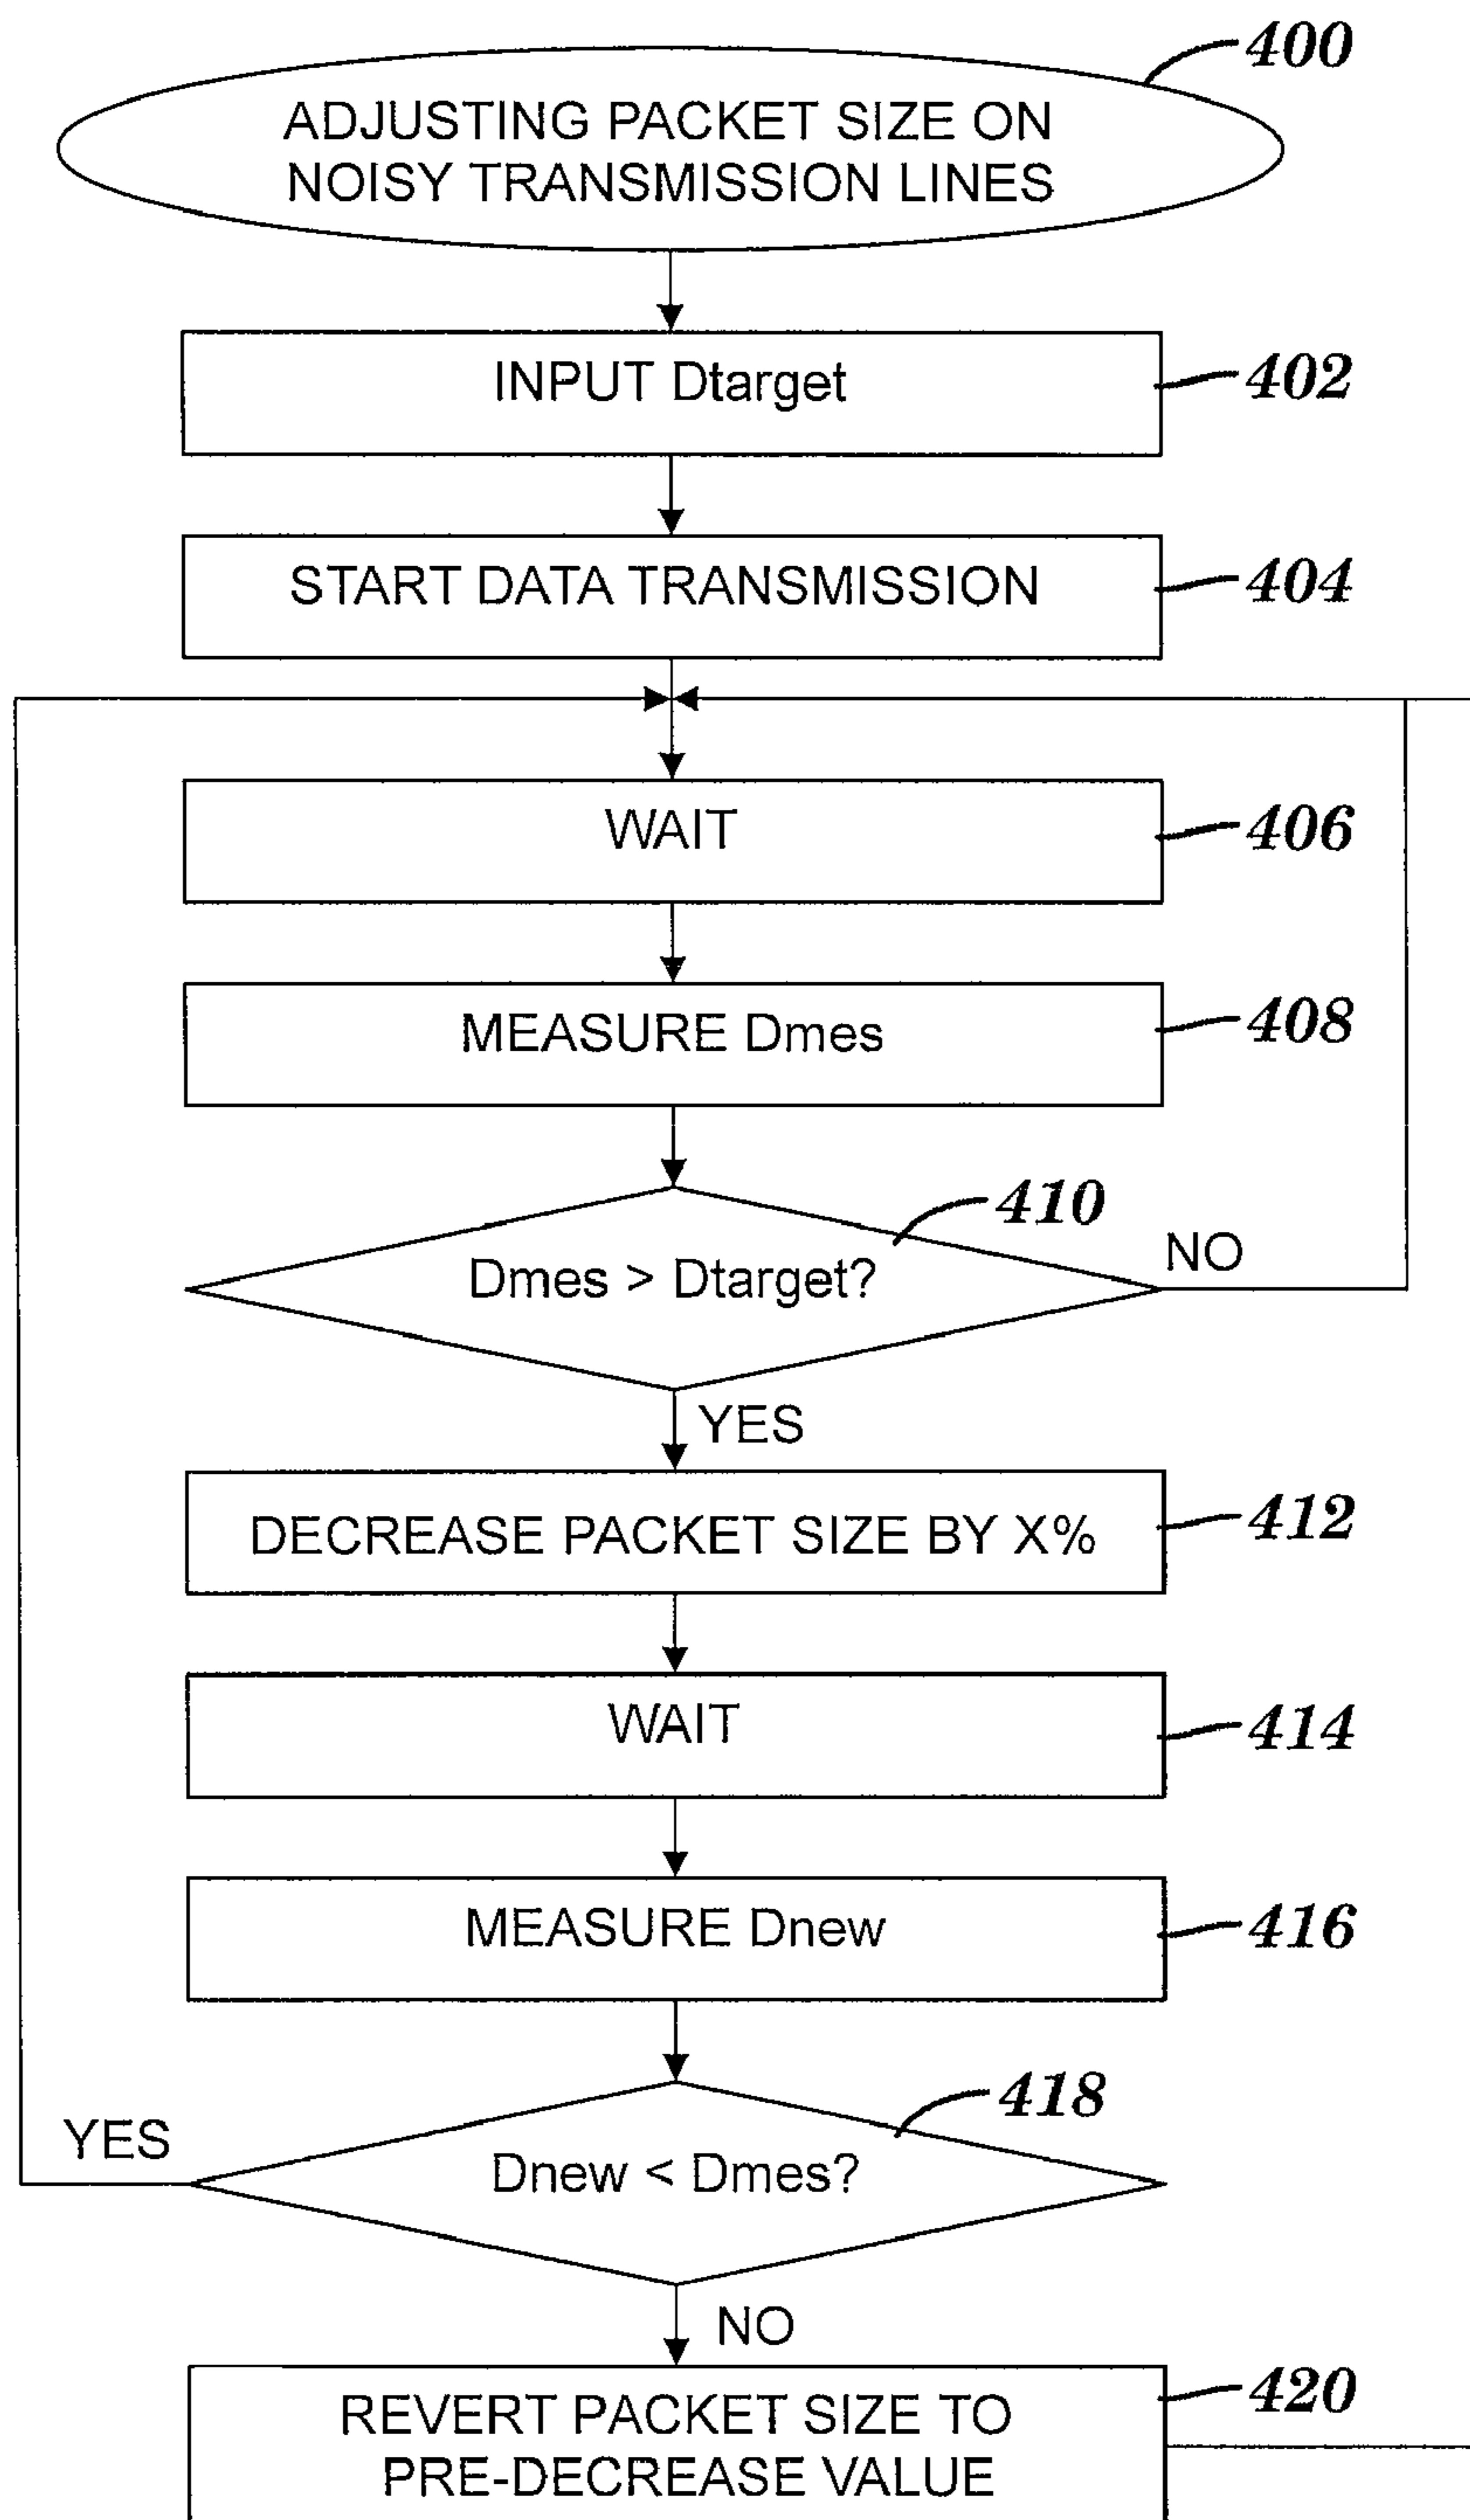 400
ADJUSTING PACKET SIZE ON
NOISY TRANSMISSION LINES
INPUT Dtarget
402
START DATA TRANSMISSION
404
WAIT
406
MEASURE Dmes
408
410
Dmes > Dtarget?
NO
YES
DECREASE PACKET SIZE BY X%
412
WAIT
414
MEASURE Dnew
416
418
YES
Dnew < Dmes?
NO
REVERT PACKET SIZE TO
PRE-DECREASE VALUE
420